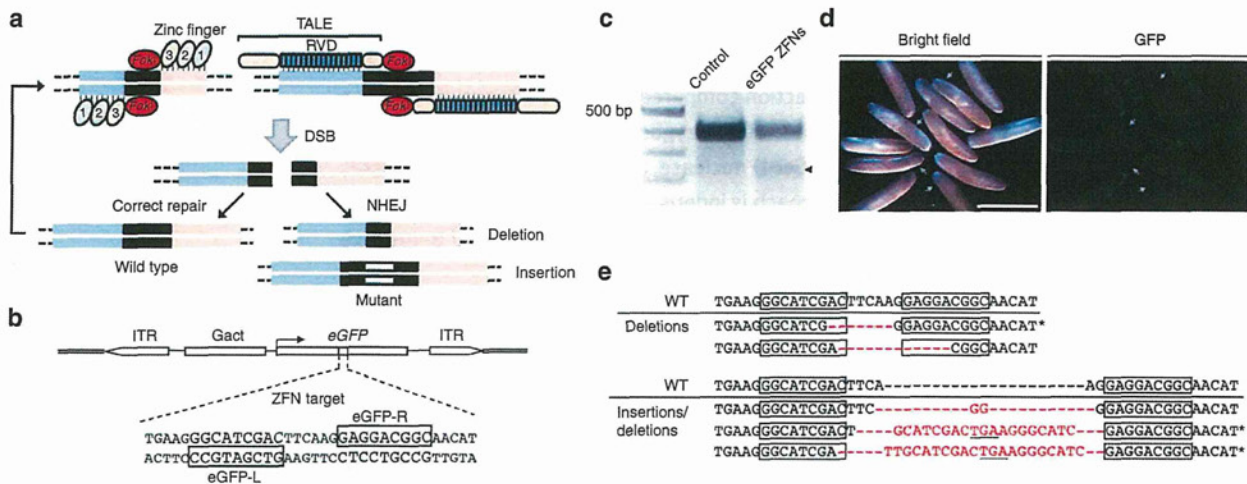 a
Zinc finger
3 2 1
FokI
1 2 3
FokI
TALE
RVD
FokI
FokI
DSB
Correct repair
NHEJ
Wild type
Deletion
Insertion
Mutant
b
ITR
Gact
eGFP
ITR
ZFN target
eGFP-R
TGAAGGGCATCGACTTCAAGGAGGACGGCAACAT
ACTTCCCGTAGCTGAAGTTCCTCCTGCCGTTGTA
eGFP-L
c
Control
eGFP ZFNs
500 bp
d
Bright field
GFP
e
WT TGAAGGGCATCGACTTCAAGGAGGACGGCAACAT
Deletions TGAAGGGCATCG-------GGAGGACGGCAACAT*
TGAAGGGCATCGA------------CGGCAACAT
WT TGAAGGGCATCGACTTCA----------------------AGGAGGACGGCAACAT
Insertions/ TGAAGGGCATCGACTTC-----------GG------------GGAGGACGGCAACAT
deletions TGAAGGGCATCGACT----GCATCGACTGAAGGGCATC---GAGGACGGCAACAT*
TGAAGGGCATCGA-----TTGCATCGACTGAAGGGCATC-GAGGACGGCAACAT*